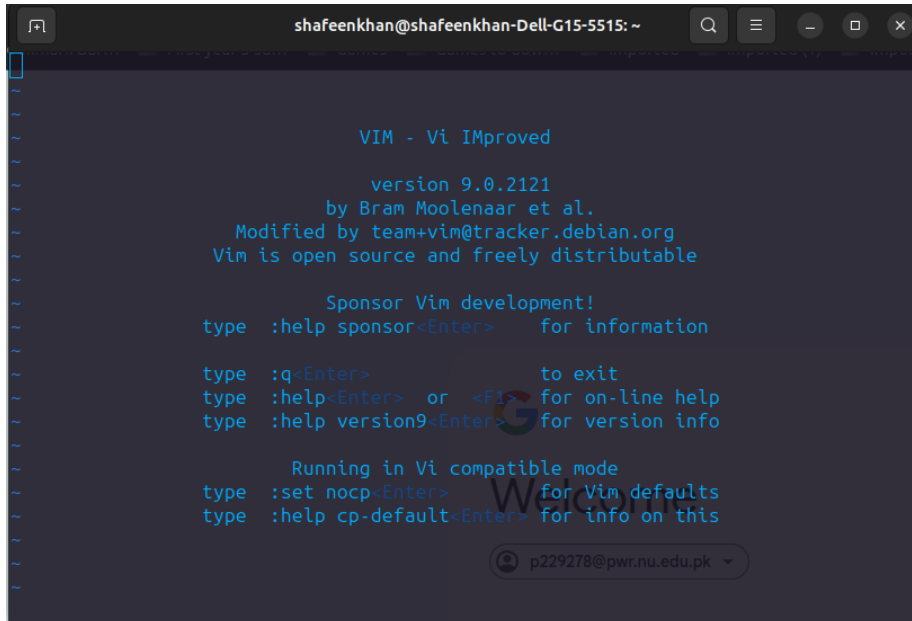 shafeenkhan@shafeenkhan-Dell-G15-5515: ~
~
~
~ VIM - Vi IMproved
~
~ version 9.0.2121
~ by Bram Moolenaar et al.
~ Modified by team+vim@tracker.debian.org
~ Vim is open source and freely distributable
~
~ Sponsor Vim development!
~ type :help sponsor<Enter> for information
~
~ type :q<Enter> to exit
~ type :help<Enter> or <F1> for on-line help
~ type :help version9<Enter> for version info
~
~ Running in Vi compatible mode
~ type :set nocp<Enter> for Vim defaults
~ type :help cp-default<Enter> for info on this
~
~
~
Welcome
p229278@pwr.nu.edu.pk